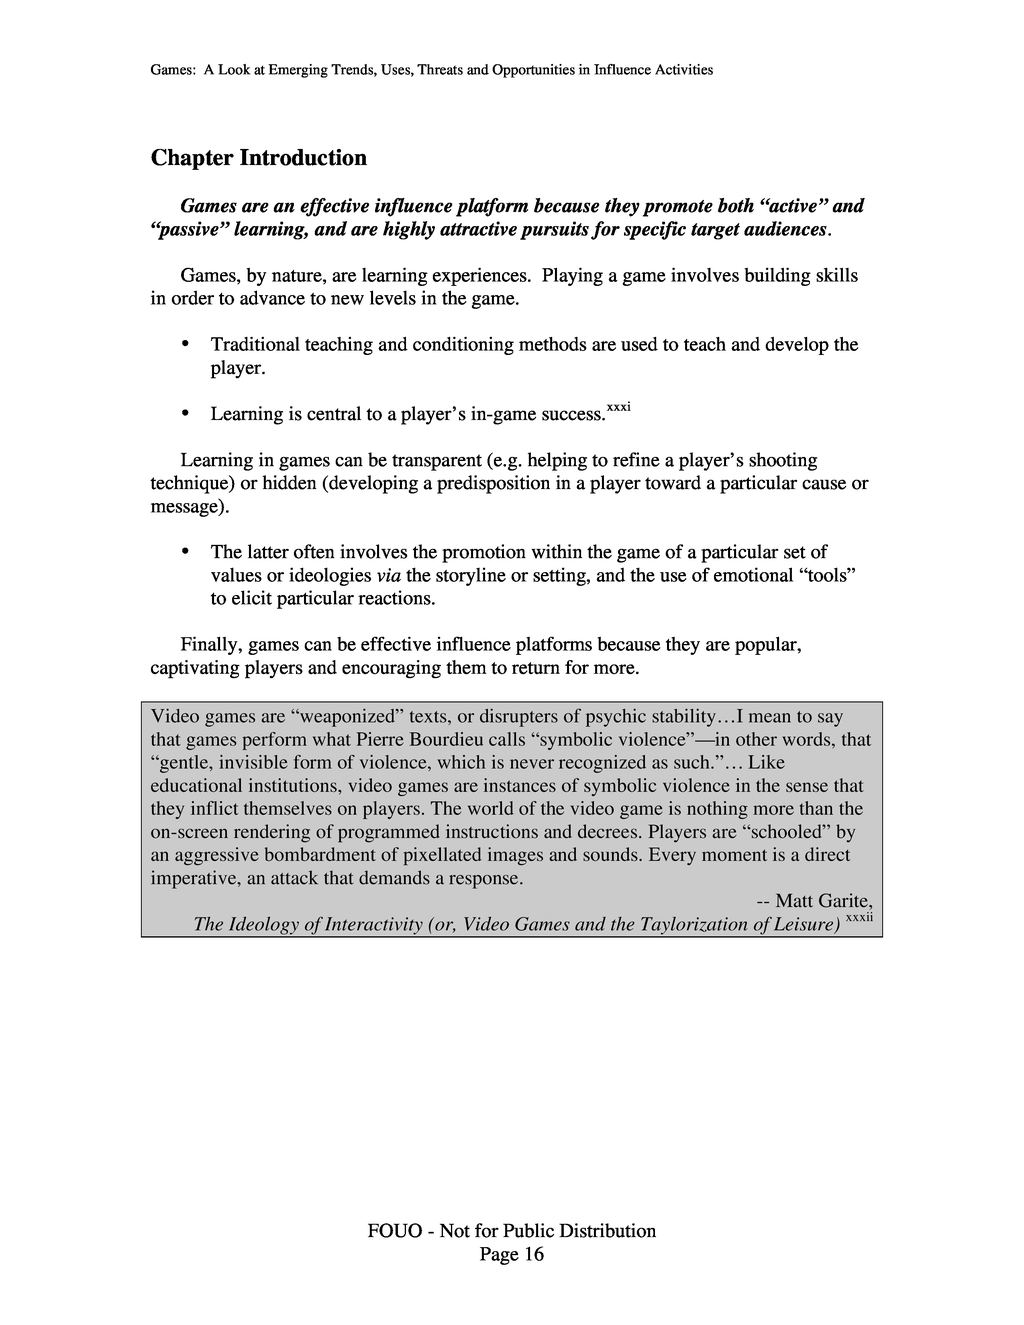 Games:  A Look at Emerging Trends, Uses, Threats and Opportunities in Influence Activities
Chapter Introduction
Games are an effective influence platform because they promote both “active” and
“passive” learning, and are highly attractive pursuits for specific target audiences.
Games, by nature, are learning experiences.  Playing a game involves building skills
in order to advance to new levels in the game.
• Traditional teaching and conditioning methods are used to teach and develop the
player.
• Learning is central to a player’s in-game success.xxxi
Learning in games can be transparent (e.g. helping to refine a player’s shooting
technique) or hidden (developing a predisposition in a player toward a particular cause or
message).
• The latter often involves the promotion within the game of a particular set of
values or ideologies via the storyline or setting, and the use of emotional “tools”
to elicit particular reactions.
Finally, games can be effective influence platforms because they are popular,
captivating players and encouraging them to return for more.
Video games are “weaponized” texts, or disrupters of psychic stability…I mean to say
that games perform what Pierre Bourdieu calls “symbolic violence”—in other words, that
“gentle, invisible form of violence, which is never recognized as such.”… Like
educational institutions, video games are instances of symbolic violence in the sense that
they inflict themselves on players. The world of the video game is nothing more than the
on-screen rendering of programmed instructions and decrees. Players are “schooled” by
an aggressive bombardment of pixellated images and sounds. Every moment is a direct
imperative, an attack that demands a response.
-- Matt Garite,
The Ideology of Interactivity (or, Video Games and the Taylorization of Leisure) xxxii
FOUO - Not for Public Distribution
Page 16